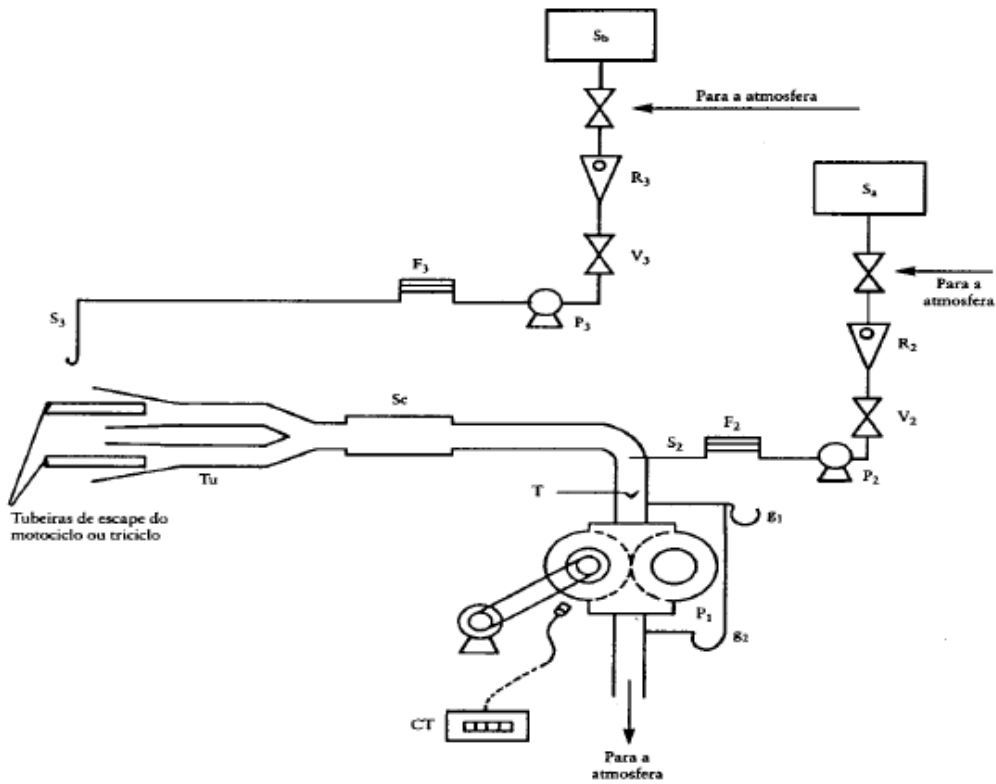 Sb
Para a atmosfera
R3
Sa
V3
F3
Para a
atmosfera
S3
P3
R2
Sc
V2
F2
S2
Tu
P2
T
Tubeiras de escape do
motociclo ou triciclo
g1
P1
g2
CT
Para a
atmosfera